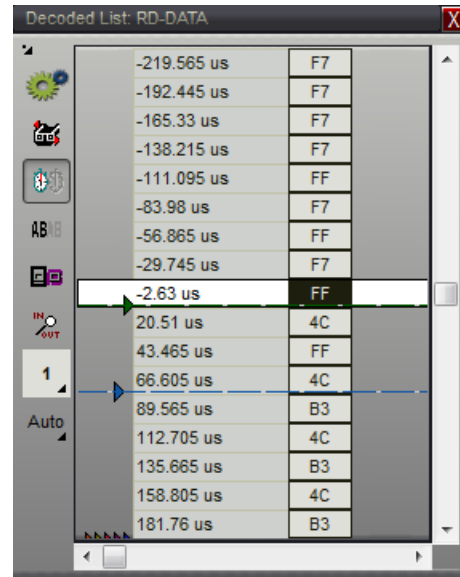 Decoded List: RD-DATA X
-219.565 us F7
-192.445 us F7
-165.33 us F7
-138.215 us F7
-111.095 us FF
-83.98 us F7
-56.865 us FF
-29.745 us F7
-2.63 us FF
20.51 us 4C
43.465 us FF
66.605 us 4C
89.565 us B3
112.705 us 4C
135.665 us B3
158.805 us 4C
181.76 us B3
ABAB
IN
OUT
1
Auto